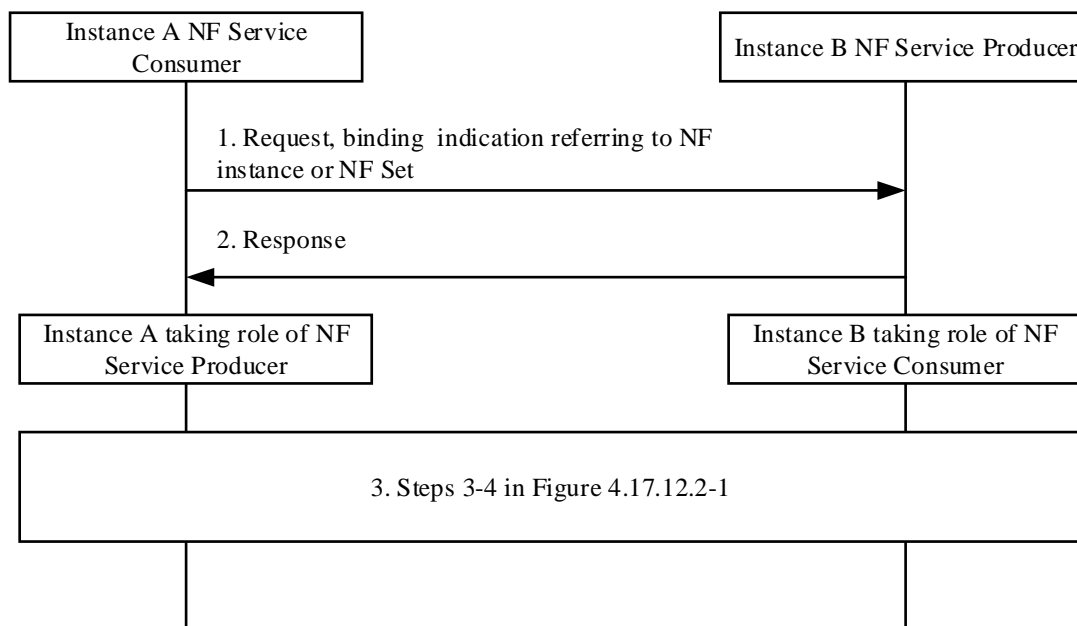 Instance A NF Service
Consumer
Instance B NF Service Producer
1. Request, binding indication referring to NF
instance or NF Set
2. Response
Instance A taking role of NF
Service Producer
Instance B taking role of NF
Service Consumer
3. Steps 3-4 in Figure 4.17.12.2-1